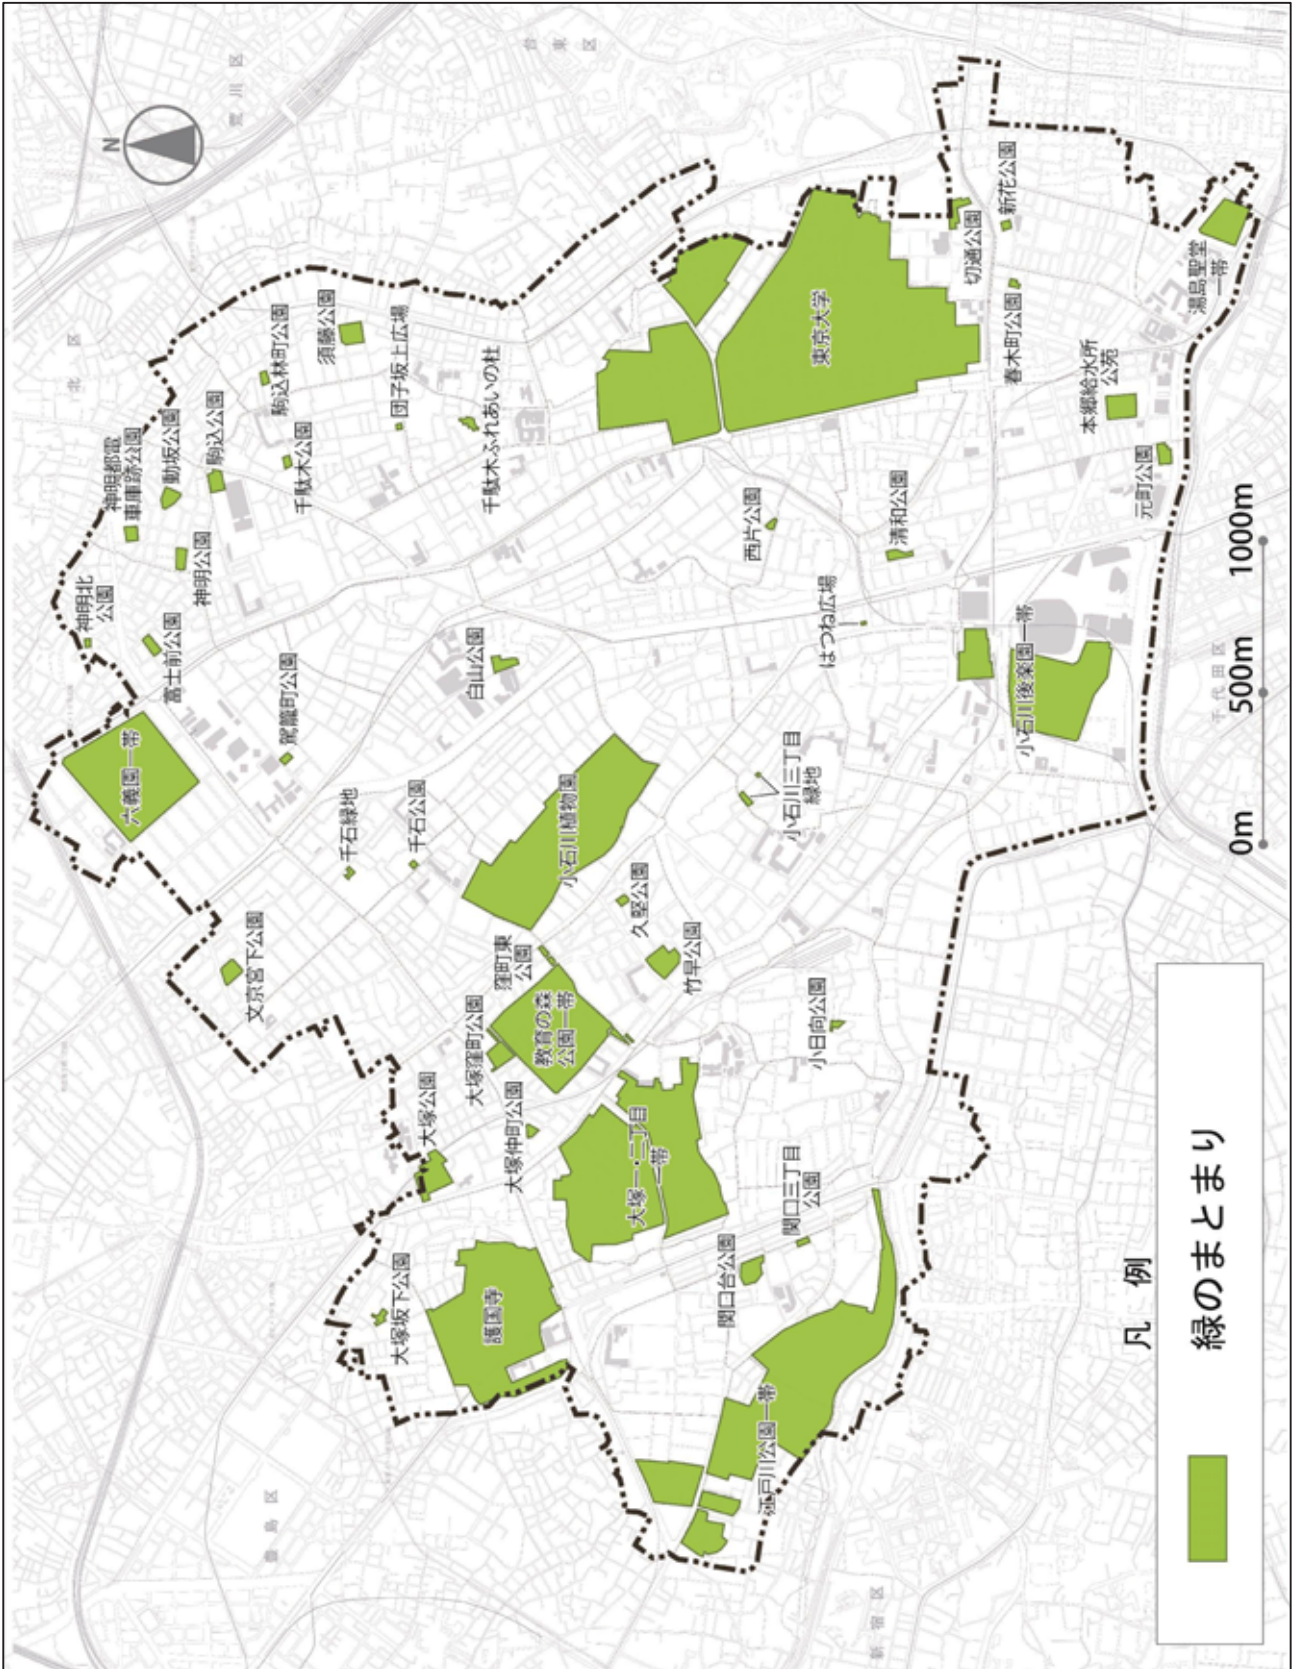 N
荒川区
台東区
北区
豊島区
新宿区
千代田区
神明北
公園
神明都電
車庫跡公園
動坂公園
駒込公園
神明公園
富士前公園
六義園一帯
駕籠町公園
駒込林町公園
須藤公園
千駄木公園
団子坂上広場
千駄木ふれあいの杜
白山公園
千石緑地
千石公園
文京宮下公園
小石川植物園
久堅公園
竹早公園
窪町東
公園
教育の森
公園一帯
大塚窪町公園
大塚公園
大塚仲町公園
大塚坂下公園
護国寺
大塚一・二丁目
一帯
小日向公園
関口三丁目
公園
関口台公園
江戸川公園一帯
小石川三丁目
緑地
はつね広場
西片公園
清和公園
東京大学
切通公園
新花公園
春木町公園
湯島聖堂
一帯
本郷給水所
公苑
元町公園
小石川後楽園一帯
0m
500m
1000m
凡例
緑のまとまり